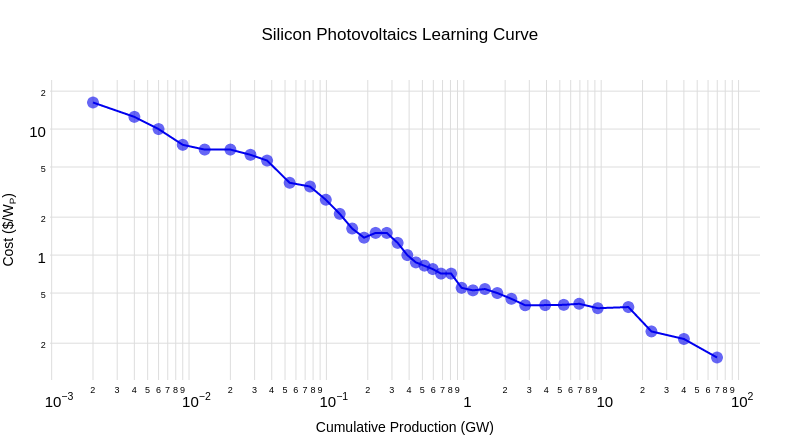 Silicon Photovoltaics Learning Curve
2
10
5
2
1
5
2
Cost ($/W_P)
2 3 4 5 6 7 8 9 2 3 4 5 6 7 8 9 2 3 4 5 6 7 8 9 2 3 4 5 6 7 8 9 2 3 4 5 6 7 8 9
10⁻³ 10⁻² 10⁻¹ 1 10 10²
Cumulative Production (GW)